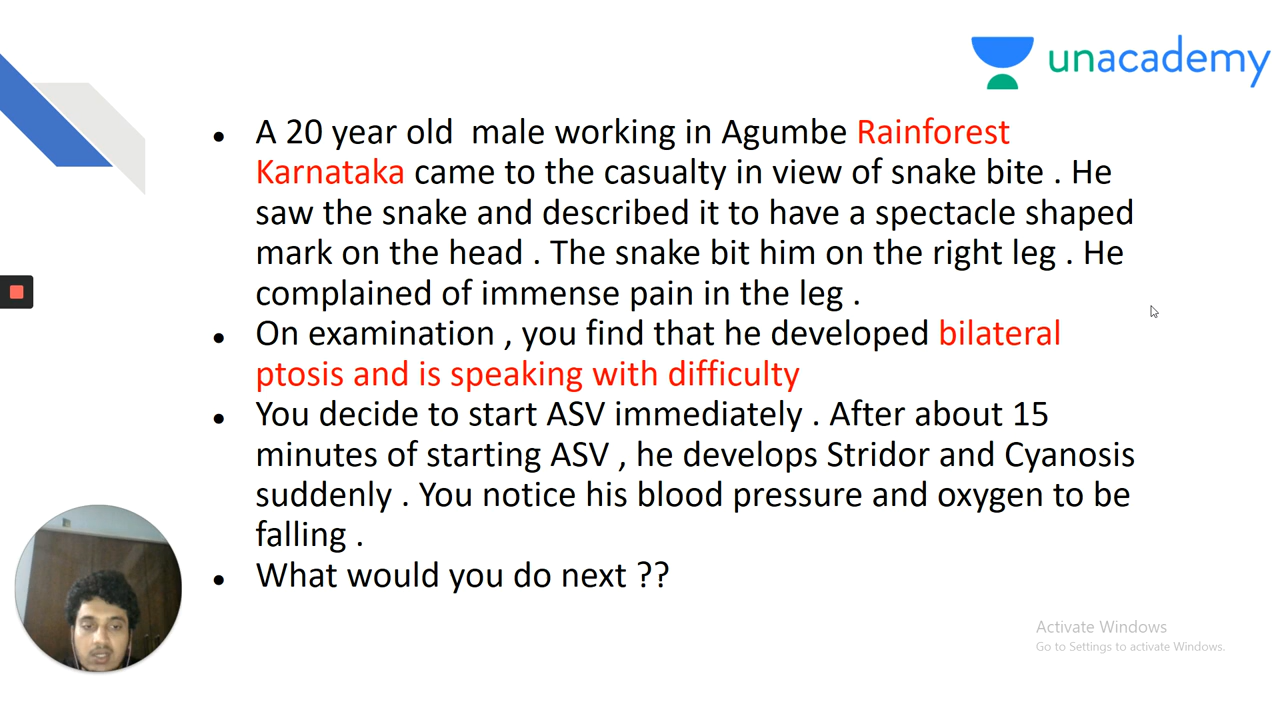 unacademy
A 20 year old  male working in Agumbe Rainforest
Karnataka came to the casualty in view of snake bite . He
saw the snake and described it to have a spectacle shaped
mark on the head . The snake bit him on the right leg . He
complained of immense pain in the leg .
On examination , you find that he developed bilateral
ptosis and is speaking with difficulty
You decide to start ASV immediately . After about 15
minutes of starting ASV , he develops Stridor and Cyanosis
suddenly . You notice his blood pressure and oxygen to be
falling .
What would you do next ??
Activate Windows
Go to Settings to activate Windows.